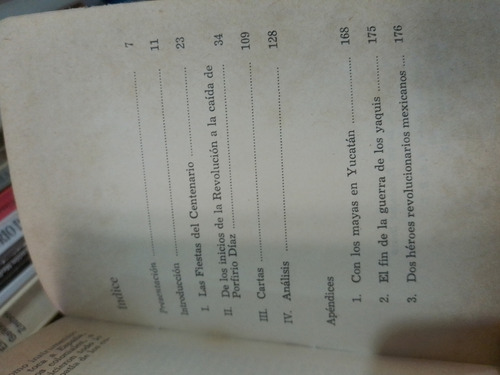 Indice
Presentación ........ 7
Introducción ........ 11
I. Las Fiestas del Centenario ........ 23
II. De los inicios de la Revolución a la caída de
Porfirio Díaz ........ 34
III. Cartas ........ 109
IV. Análisis ........ 128
Apéndices
1. Con los mayas en Yucatán ........ 168
2. El fin de la guerra de los yaquis ........ 175
3. Dos héroes revolucionarios mexicanos .... 176